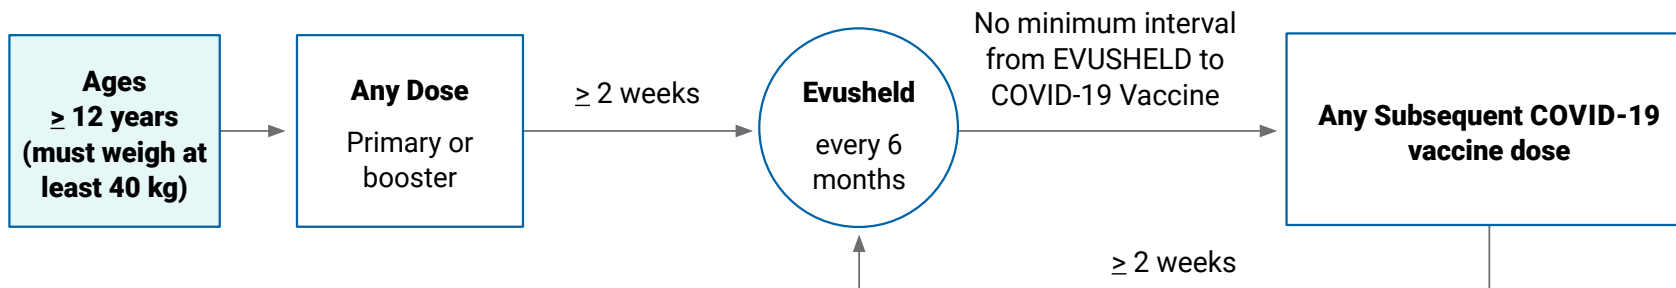 Ages
≥ 12 years
(must weigh at
least 40 kg)
Any Dose
Primary or
booster
≥ 2 weeks
Evusheld
every 6
months
No minimum interval
from EVUSHELD to
COVID-19 Vaccine
Any Subsequent COVID-19
vaccine dose
≥ 2 weeks